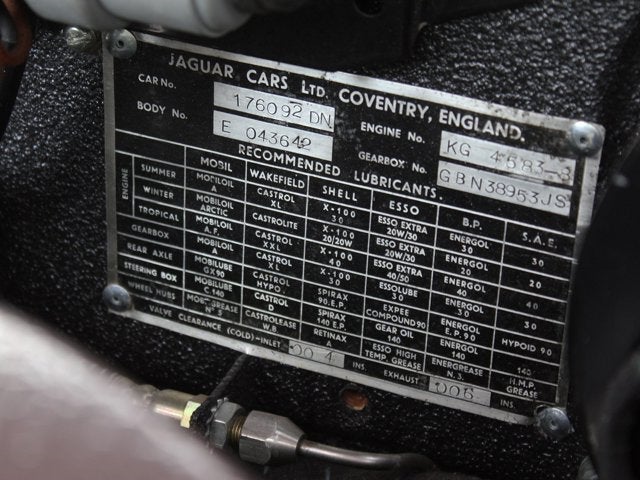 JAGUAR CARS LTD. COVENTRY, ENGLAND.
CAR No. 176092 DN ENGINE No. KG
BODY No. E 043642 GEARBOX No. GBN38953JS
RECOMMENDED LUBRICANTS.
MOBIL WAKEFIELD SHELL ESSO B.P. S.A.E.
ENGINE
SUMMER MOBILOIL A CASTROL XL X-100 30 ESSO EXTRA 20W/30 ENERGOL 30 30
WINTER MOBILOIL ARCTIC CASTROLITE X-100 20/20W ESSO EXTRA 20W/30 ENERGOL 20 20
TROPICAL MOBILOIL A.F. CASTROL XXL X-100 40 ESSO EXTRA 40/50 ENERGOL 40 40
GEARBOX MOBILOIL A CASTROL XL X-100 30 ESSOLUBE 30 ENERGOL 30 30
REAR AXLE MOBILUBE GX90 CASTROL HYPO. SPIRAX 90.E.P. EXPEE COMPOUND 90 ENERGOL E.P. 90 HYPOID 90
STEERING BOX MOBILUBE C 140 CASTROL D SPIRAX 140 E.P. GEAR OIL 140 ENERGOL 140 140
WHEEL HUBS MOBILGREASE No 5 CASTROLEASE W.B. RETINAX A ESSO HIGH TEMP. GREASE ENERGREASE N.3. H.M.P. GREASE
VALVE CLEARANCE (COLD)-INLET .004 INS. EXHAUST .006 INS.